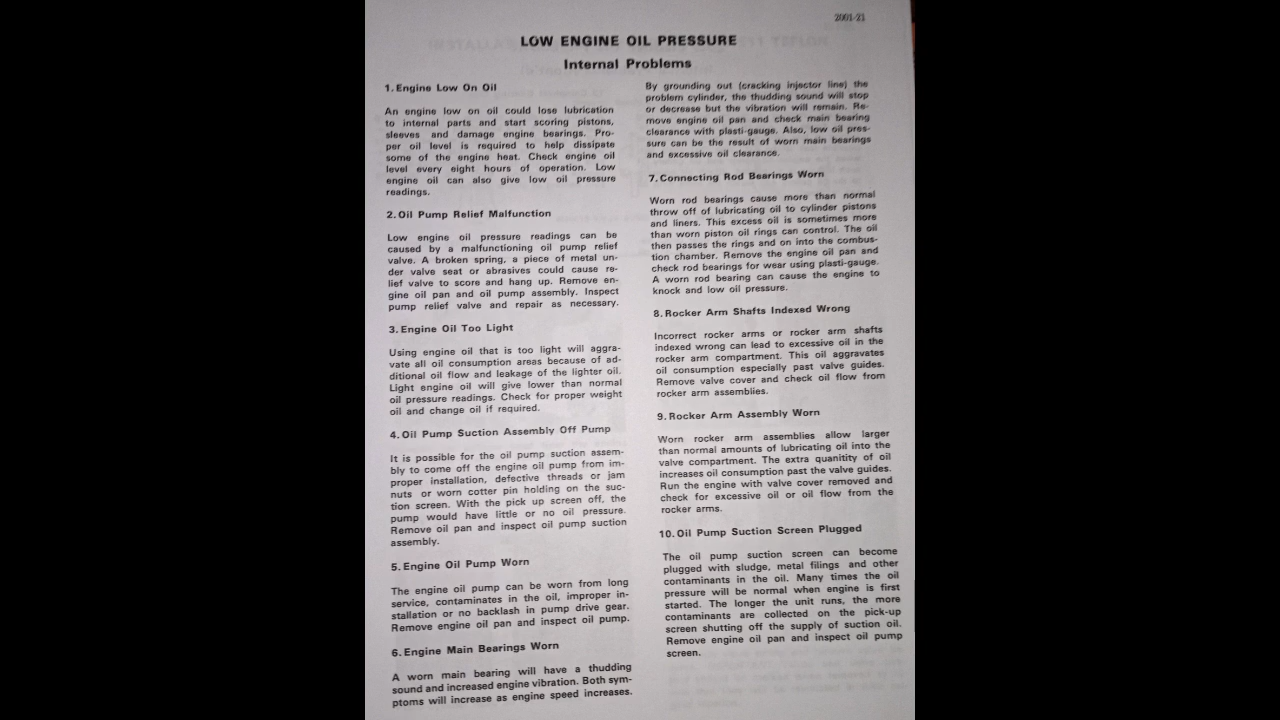 2001-21
LOW ENGINE OIL PRESSURE
Internal Problems
1. Engine Low On Oil
An engine low on oil could lose lubrication
to internal parts and start scoring pistons,
sleeves and damage engine bearings. Pro-
per oil level is required to help dissipate
some of the engine heat. Check engine oil
level every eight hours of operation. Low
engine oil can also give low oil pressure
readings.
2. Oil Pump Relief Malfunction
Low engine oil pressure readings can be
caused by a malfunctioning oil pump relief
valve. A broken spring, a piece of metal un-
der valve seat or abrasives could cause re-
lief valve to score and hang up. Remove en-
gine oil pan and oil pump assembly. Inspect
pump relief valve and repair as necessary.
3. Engine Oil Too Light
Using engine oil that is too light will aggra-
vate all oil consumption areas because of ad-
ditional oil flow and leakage of the lighter oil.
Light engine oil will give lower than normal
oil pressure readings. Check for proper weight
oil and change oil if required.
4. Oil Pump Suction Assembly Off Pump
It is possible for the oil pump suction assem-
bly to come off the engine oil pump from im-
proper installation, defective threads or jam
nuts or worn cotter pin holding on the suc-
tion screen. With the pick up screen off, the
pump would have little or no oil pressure.
Remove oil pan and inspect oil pump suction
assembly.
5. Engine Oil Pump Worn
The engine oil pump can be worn from long
service, contaminates in the oil, improper in-
stallation or no backlash in pump drive gear.
Remove engine oil pan and inspect oil pump.
6. Engine Main Bearings Worn
A worn main bearing will have a thudding
sound and increased engine vibration. Both sym-
ptoms will increase as engine speed increases.
By grounding out (cracking injector line) the
problem cylinder, the thudding sound will stop
or decrease but the vibration will remain. Re-
move engine oil pan and check main bearing
clearance with plasti-gauge. Also, low oil pres-
sure can be the result of worn main bearings
and excessive oil clearance.
7. Connecting Rod Bearings Worn
Worn rod bearings cause more than normal
throw off of lubricating oil to cylinder pistons
and liners. This excess oil is sometimes more
than worn piston oil rings can control. The oil
then passes the rings and on into the combus-
tion chamber. Remove the engine oil pan and
check rod bearings for wear using plasti-gauge.
A worn rod bearing can cause the engine to
knock and low oil pressure.
8. Rocker Arm Shafts Indexed Wrong
Incorrect rocker arms or rocker arm shafts
indexed wrong can lead to excessive oil in the
rocker arm compartment. This oil aggravates
oil consumption especially past valve guides.
Remove valve cover and check oil flow from
rocker arm assemblies.
9. Rocker Arm Assembly Worn
Worn rocker arm assemblies allow larger
than normal amounts of lubricating oil into the
valve compartment. The extra quanitity of oil
increases oil consumption past the valve guides.
Run the engine with valve cover removed and
check for excessive oil or oil flow from the
rocker arms.
10. Oil Pump Suction Screen Plugged
The oil pump suction screen can become
plugged with sludge, metal filings and other
contaminants in the oil. Many times the oil
pressure will be normal when engine is first
started. The longer the unit runs, the more
contaminants are collected on the pick-up
screen shutting off the supply of suction oil.
Remove engine oil pan and inspect oil pump
screen.